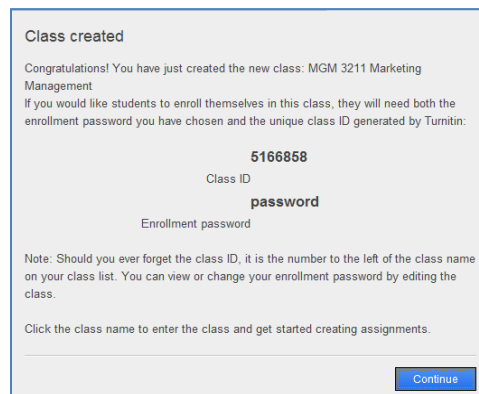 Class created
Congratulations! You have just created the new class: MGM 3211 Marketing
Management
If you would like students to enroll themselves in this class, they will need both the
enrollment password you have chosen and the unique class ID generated by Turnitin:
5166858
Class ID
password
Enrollment password
Note: Should you ever forget the class ID, it is the number to the left of the class name
on your class list. You can view or change your enrollment password by editing the
class.
Click the class name to enter the class and get started creating assignments.
Continue